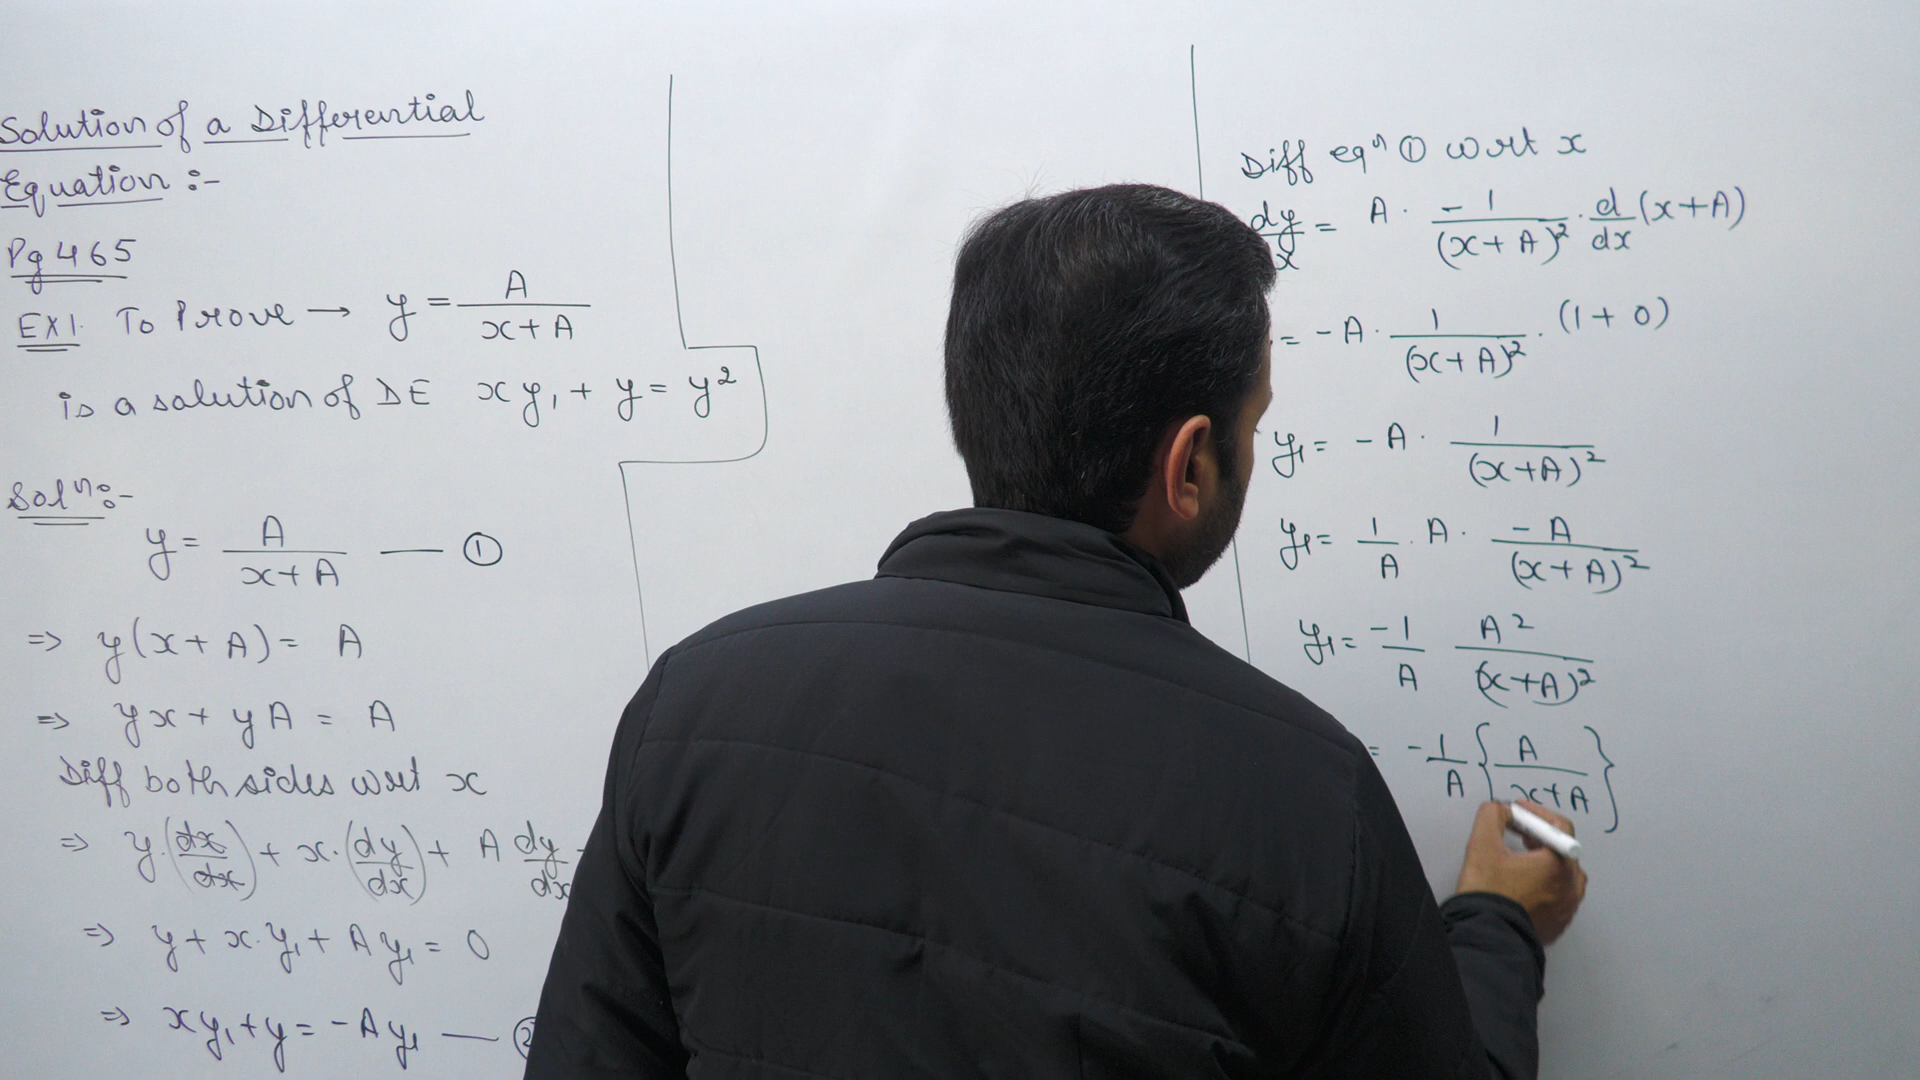 Solution of a Differential
Equation :-
Pg 465
EX1. To Prove → y = A/(x+A)
is a solution of DE xy₁ + y = y²
Solⁿ:-
y = A/(x+A) — ①
⇒ y(x+A) = A
⇒ yx + yA = A
Diff both sides wrt x
⇒ y.(dx/dx) + x.(dy/dx) + A dy/dx
⇒ y + x.y₁ + Ay₁ = 0
⇒ xy₁ + y = -Ay₁ — ②
Diff eqⁿ ① wrt x
dy/x = A. -1/(x+A)² . d/dx (x+A)
= -A. 1/(x+A)² . (1+0)
y₁ = -A. 1/(x+A)²
y₁ = 1/A . A. -A/(x+A)²
y₁ = -1/A A²/(x+A)²
= -1/A {A/(x+A)}